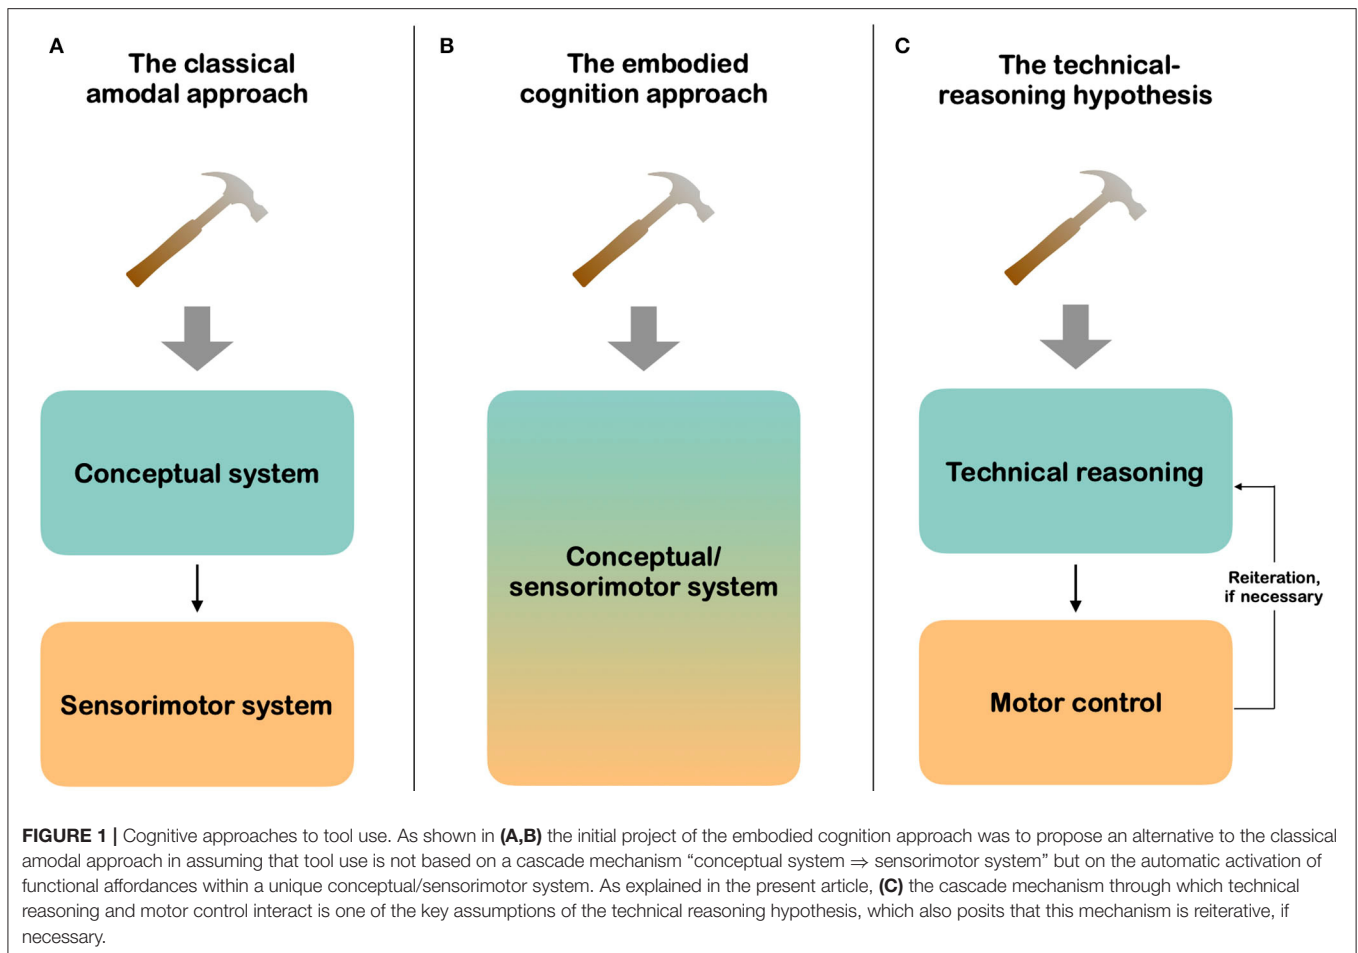 A
The classical
amodal approach
Conceptual system
Sensorimotor system
B
The embodied
cognition approach
Conceptual/
sensorimotor system
C
The technical-
reasoning hypothesis
Technical reasoning
Reiteration,
if necessary
Motor control
FIGURE 1 | Cognitive approaches to tool use. As shown in (A,B) the initial project of the embodied cognition approach was to propose an alternative to the classical
amodal approach in assuming that tool use is not based on a cascade mechanism “conceptual system ⇒ sensorimotor system” but on the automatic activation of
functional affordances within a unique conceptual/sensorimotor system. As explained in the present article, (C) the cascade mechanism through which technical
reasoning and motor control interact is one of the key assumptions of the technical reasoning hypothesis, which also posits that this mechanism is reiterative, if
necessary.